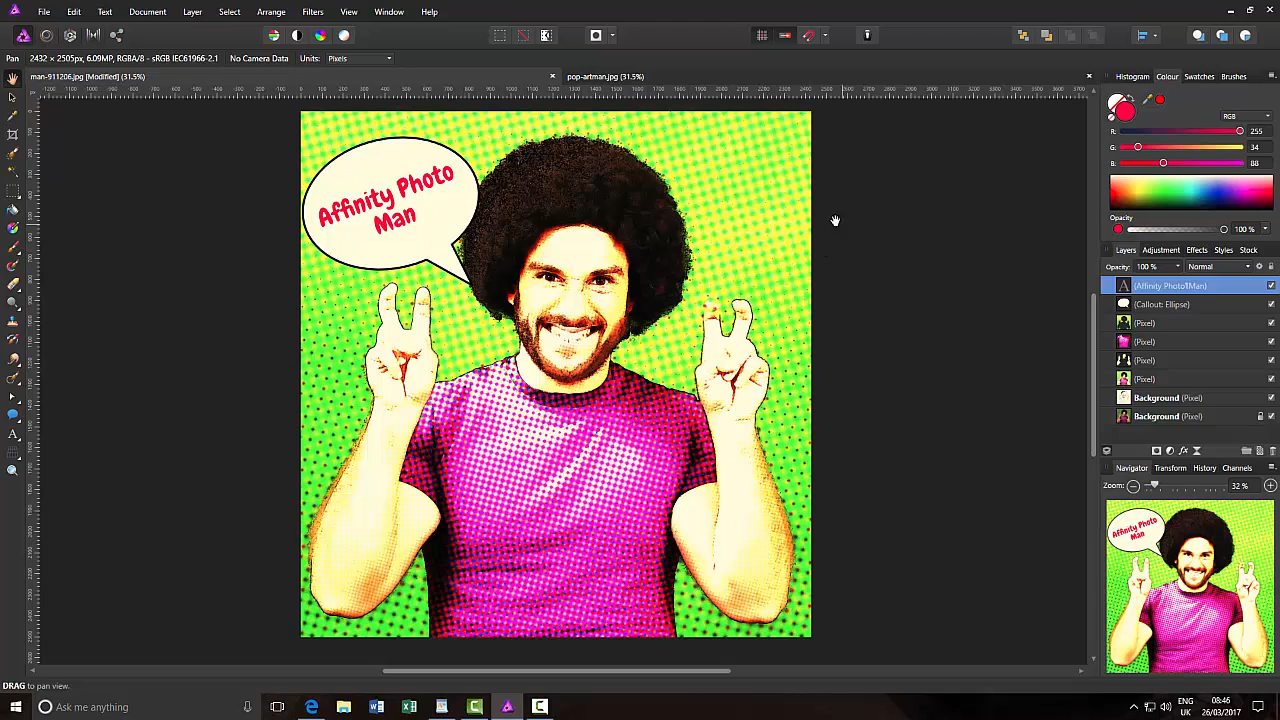 File Edit Document Layer Select Arrange Filters View Window Help
Pan 2432 × 2505px, 6.09MP, RGBA/8 - sRGB IEC61966-2.1 No Camera Data Units: Pixels
man-911206.jpg [Modified] (31.5%) pop-artman.jpg (31.5%)
Histogram Colour Swatches Brushes
RGB
R: 255
G: 34
B: 88
Opacity
100 %
Layers Adjustment Effects Styles Stock
Opacity: 100 % Normal
(Affinity Photo¶Man)
(Callout: Ellipse)
(Pixel)
(Pixel)
(Pixel)
(Pixel)
Background (Pixel)
Background (Pixel)
Navigator Transform History Channels
Zoom: 32 %
Affinity Photo
Man
Affinity Photo
Man
DRAG to pan view.
Ask me anything
ENG
UK
08:46
26/03/2017